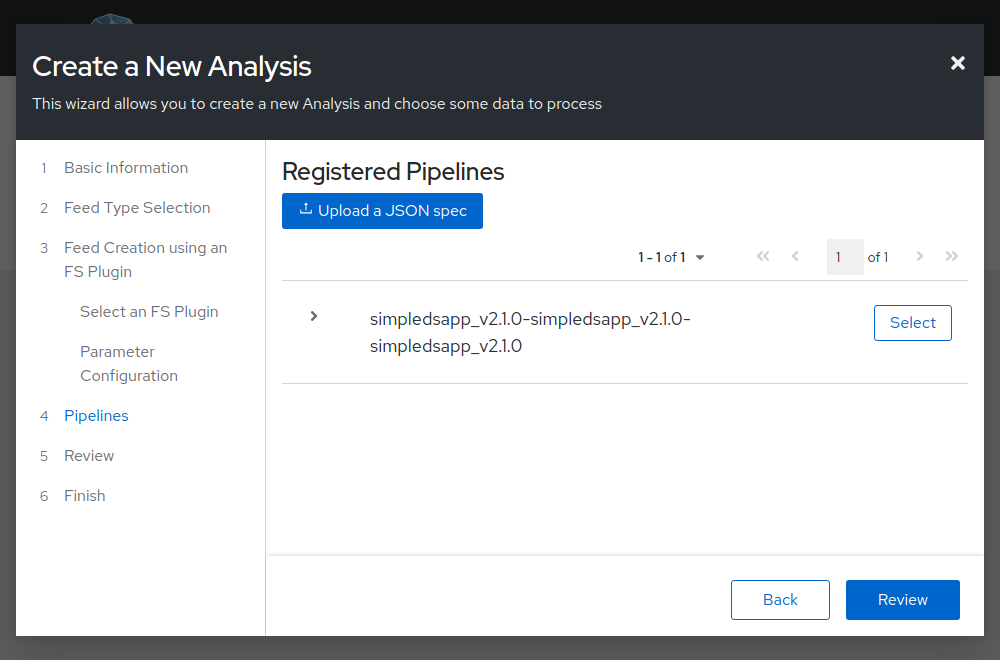 Create a New Analysis
This wizard allows you to create a new Analysis and choose some data to process
1 Basic Information
2 Feed Type Selection
3 Feed Creation using an
FS Plugin
Select an FS Plugin
Parameter
Configuration
4 Pipelines
5 Review
6 Finish
Registered Pipelines
Upload a JSON spec
1 - 1 of 1
1 of 1
simpledsapp_v2.1.0-simpledsapp_v2.1.0-
simpledsapp_v2.1.0
Select
Back
Review